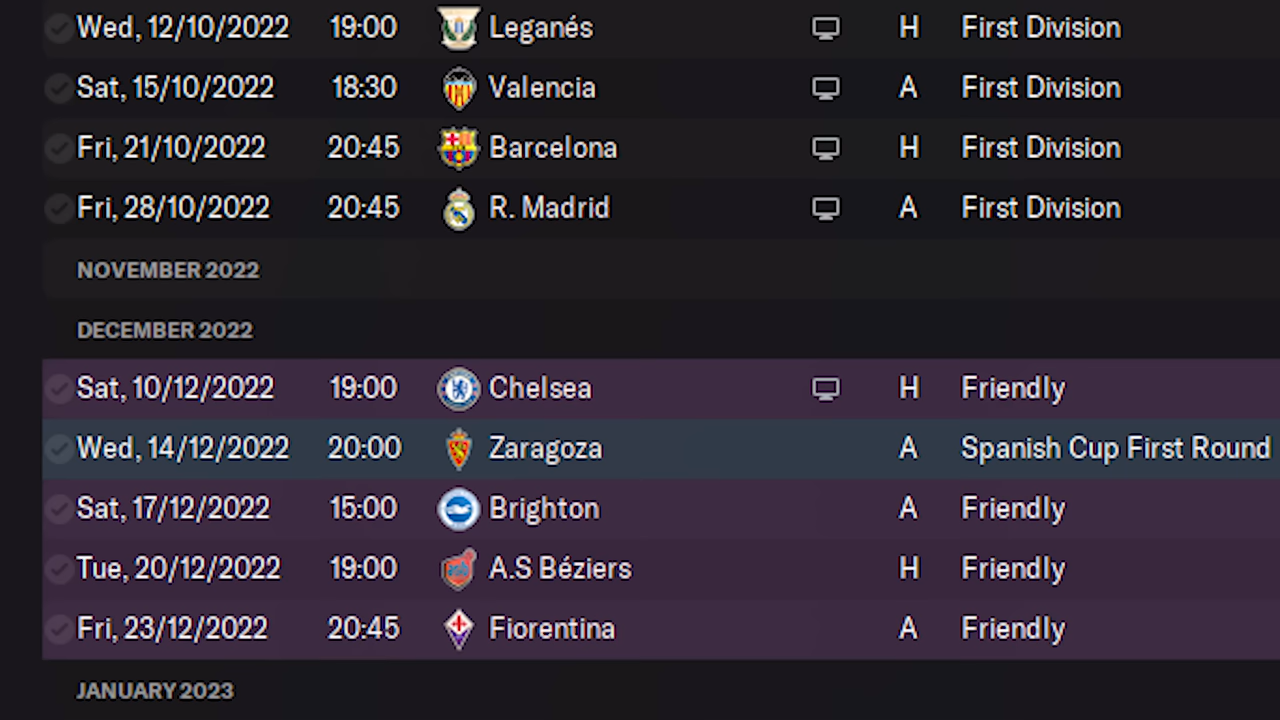 Wed, 12/10/2022 19:00 Leganés H First Division
Sat, 15/10/2022 18:30 Valencia A First Division
Fri, 21/10/2022 20:45 Barcelona H First Division
Fri, 28/10/2022 20:45 R. Madrid A First Division
NOVEMBER 2022
DECEMBER 2022
Sat, 10/12/2022 19:00 Chelsea H Friendly
Wed, 14/12/2022 20:00 Zaragoza A Spanish Cup First Round
Sat, 17/12/2022 15:00 Brighton A Friendly
Tue, 20/12/2022 19:00 A.S Béziers H Friendly
Fri, 23/12/2022 20:45 Fiorentina A Friendly
JANUARY 2023